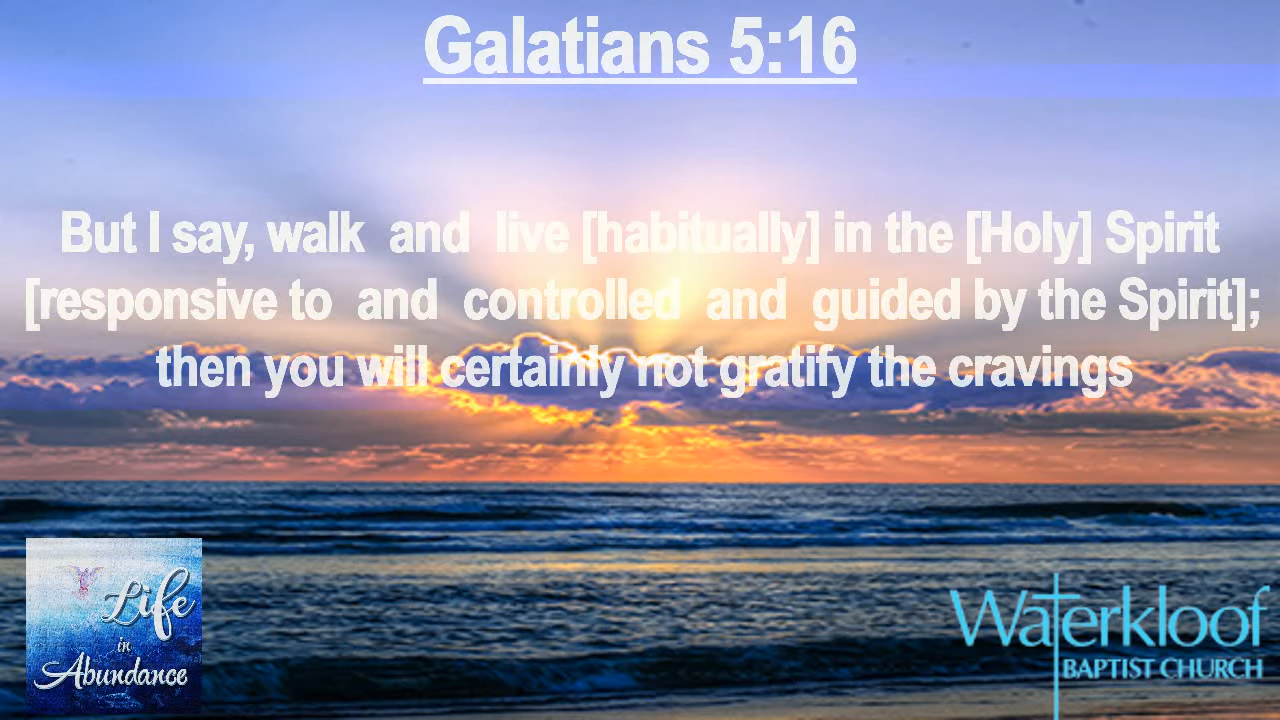 Galatians 5:16
But I say, walk  and  live [habitually] in the [Holy] Spirit
[responsive to  and  controlled  and  guided by the Spirit];
then you will certainly not gratify the cravings
Life
in
Abundance
Waterkloof
BAPTIST CHURCH